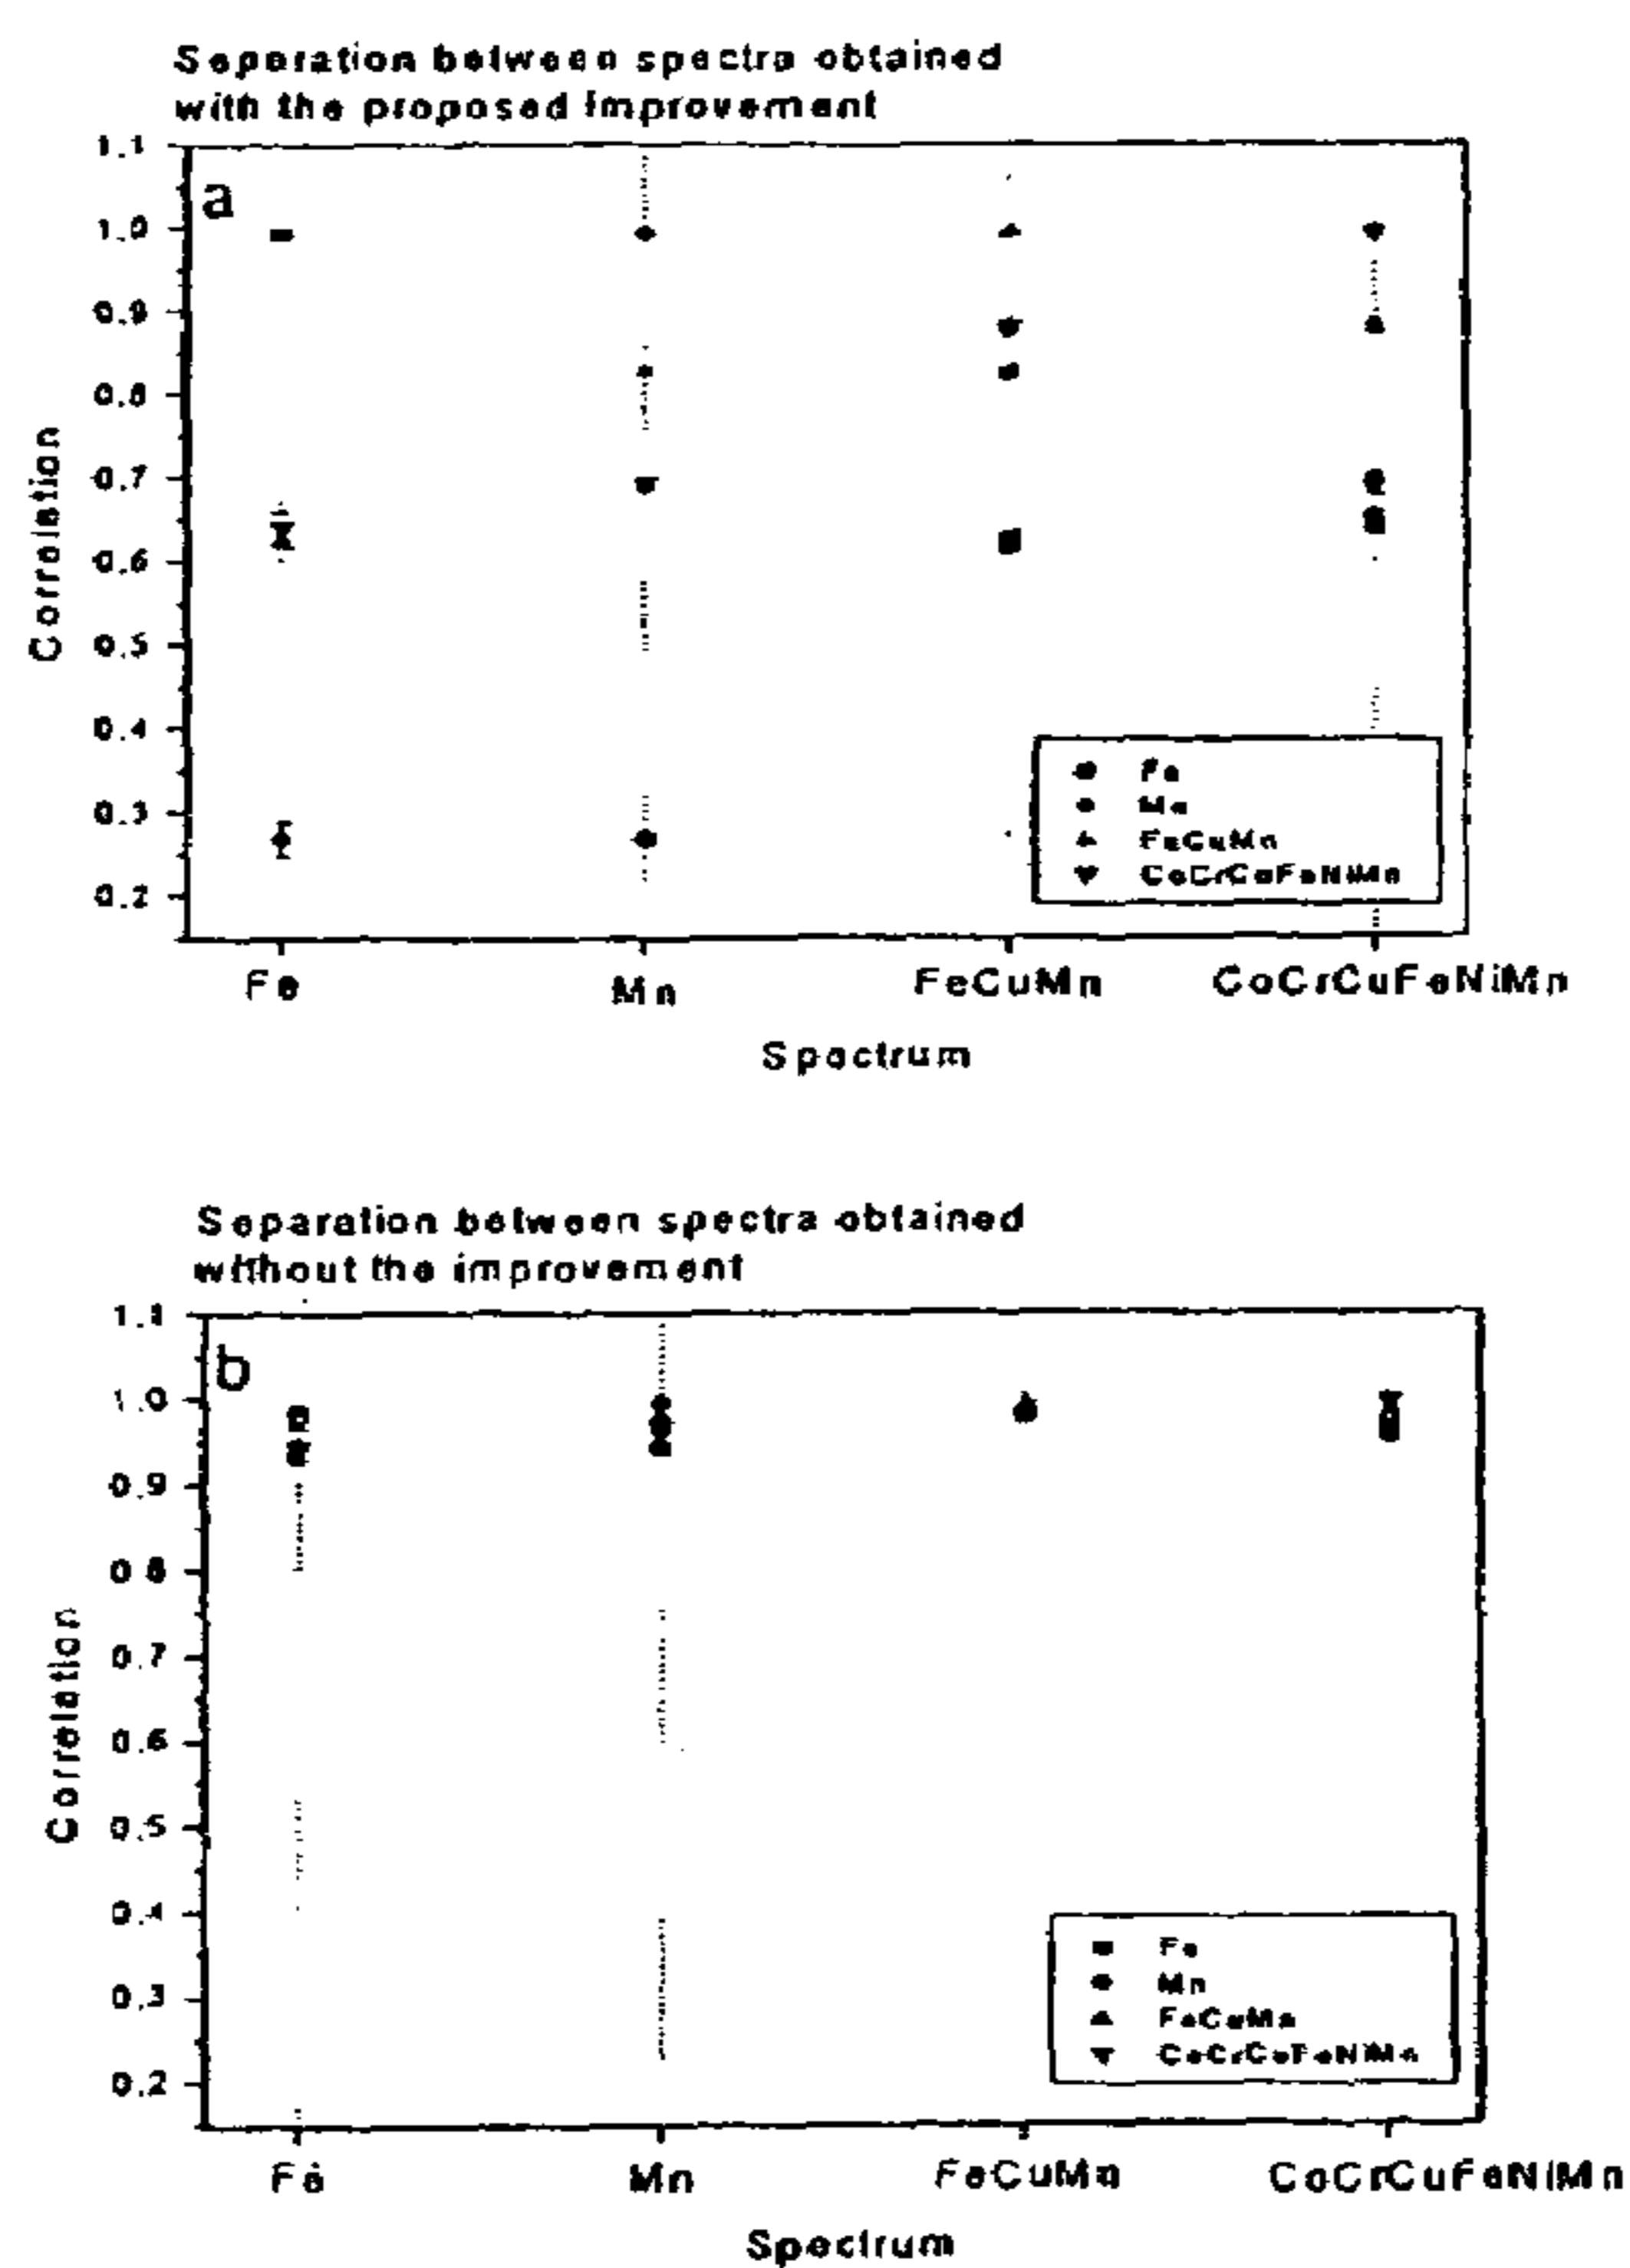 Seperation between spectra obtained
with the proposed improvement
a
1.1
1.0
0.9
0.8
0.7
0.6
0.5
0.4
0.3
0.2
Correlation
Fe
Mn
FeCuMn
CoCrCuFeNiMn
Fe
Mn
FeCuMn
CoCrCuFeNiMn
Spectrum
Separation between spectra obtained
without the improvement
b
1.1
1.0
0.9
0.8
0.7
0.6
0.5
0.4
0.3
0.2
Correlation
Fe
Mn
FeCuMn
CoCrCuFeNiMn
Fe
Mn
FeCuMn
CoCrCuFeNiMn
Spectrum